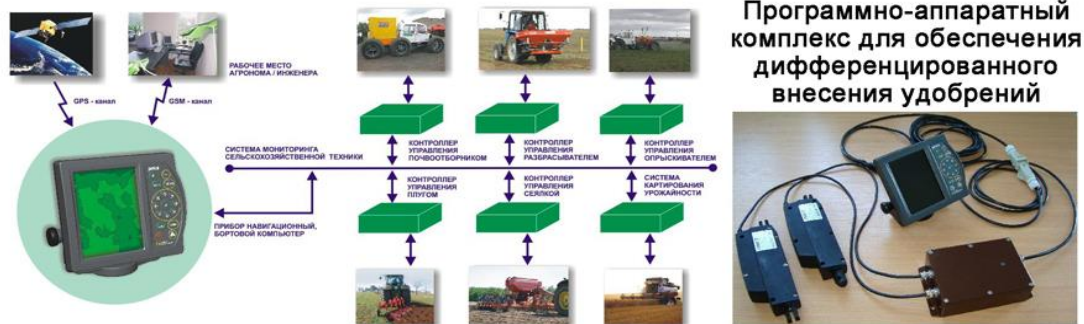 Программно-аппаратный
комплекс для обеспечения
дифференцированного
внесения удобрений
РАБОЧЕЕ МЕСТО
АГРОНОМА / ИНЖЕНЕРА
GPS - канал
GSM - канал
СИСТЕМА МОНИТОРИНГА
СЕЛЬСКОХОЗЯЙСТВЕННОЙ ТЕХНИКИ
КОНТРОЛЛЕР
УПРАВЛЕНИЯ
ПОЧВООТБОРНИКОМ
КОНТРОЛЛЕР
УПРАВЛЕНИЯ
РАЗБРАСЫВАТЕЛЕМ
КОНТРОЛЛЕР
УПРАВЛЕНИЯ
ОПРЫСКИВАТЕЛЕМ
КОНТРОЛЛЕР
УПРАВЛЕНИЯ
ПЛУГОМ
КОНТРОЛЛЕР
УПРАВЛЕНИЯ
СЕЯЛКОЙ
СИСТЕМА
КАРТИРОВАНИЯ
УРОЖАЙНОСТИ
ПРИБОР НАВИГАЦИОННЫЙ,
БОРТОВОЙ КОМПЬЮТЕР